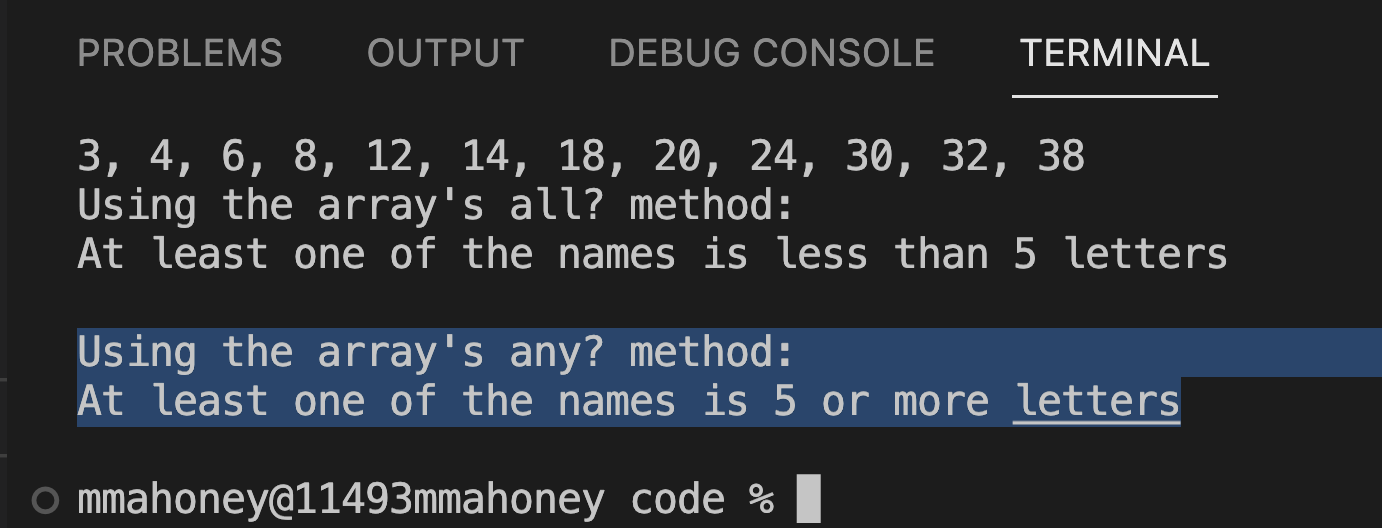 PROBLEMS OUTPUT DEBUG CONSOLE TERMINAL
3, 4, 6, 8, 12, 14, 18, 20, 24, 30, 32, 38
Using the array's all? method:
At least one of the names is less than 5 letters
Using the array's any? method:
At least one of the names is 5 or more letters
mmahoney@11493mmahoney code %